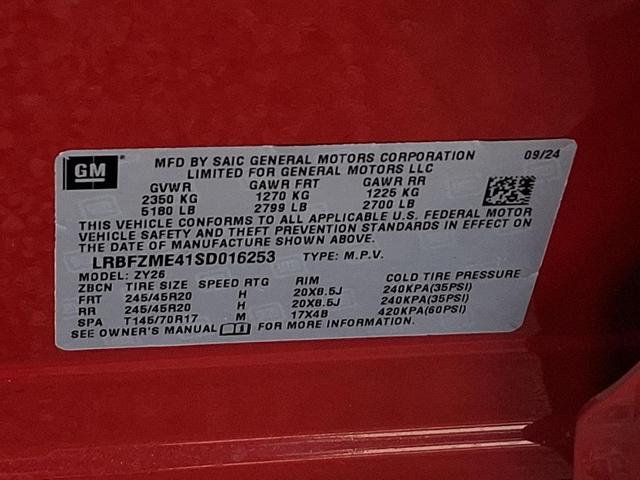 GM
MFD BY SAIC GENERAL MOTORS CORPORATION 09/24
LIMITED FOR GENERAL MOTORS LLC
GVWR GAWR FRT GAWR RR
2350 KG 1270 KG 1225 KG
5180 LB 2799 LB 2700 LB
THIS VEHICLE CONFORMS TO ALL APPLICABLE U.S. FEDERAL MOTOR
VEHICLE SAFETY AND THEFT PREVENTION STANDARDS IN EFFECT ON
THE DATE OF MANUFACTURE SHOWN ABOVE.
LRBFZME41SD016253 TYPE: M.P.V.
MODEL: ZY26
ZBCN TIRE SIZE SPEED RTG RIM COLD TIRE PRESSURE
FRT 245/45R20 H 20X8.5J 240KPA(35PSI)
RR 245/45R20 H 20X8.5J 240KPA(35PSI)
SPA T145/70R17 M 17X4B 420KPA(60PSI)
SEE OWNER'S MANUAL FOR MORE INFORMATION.